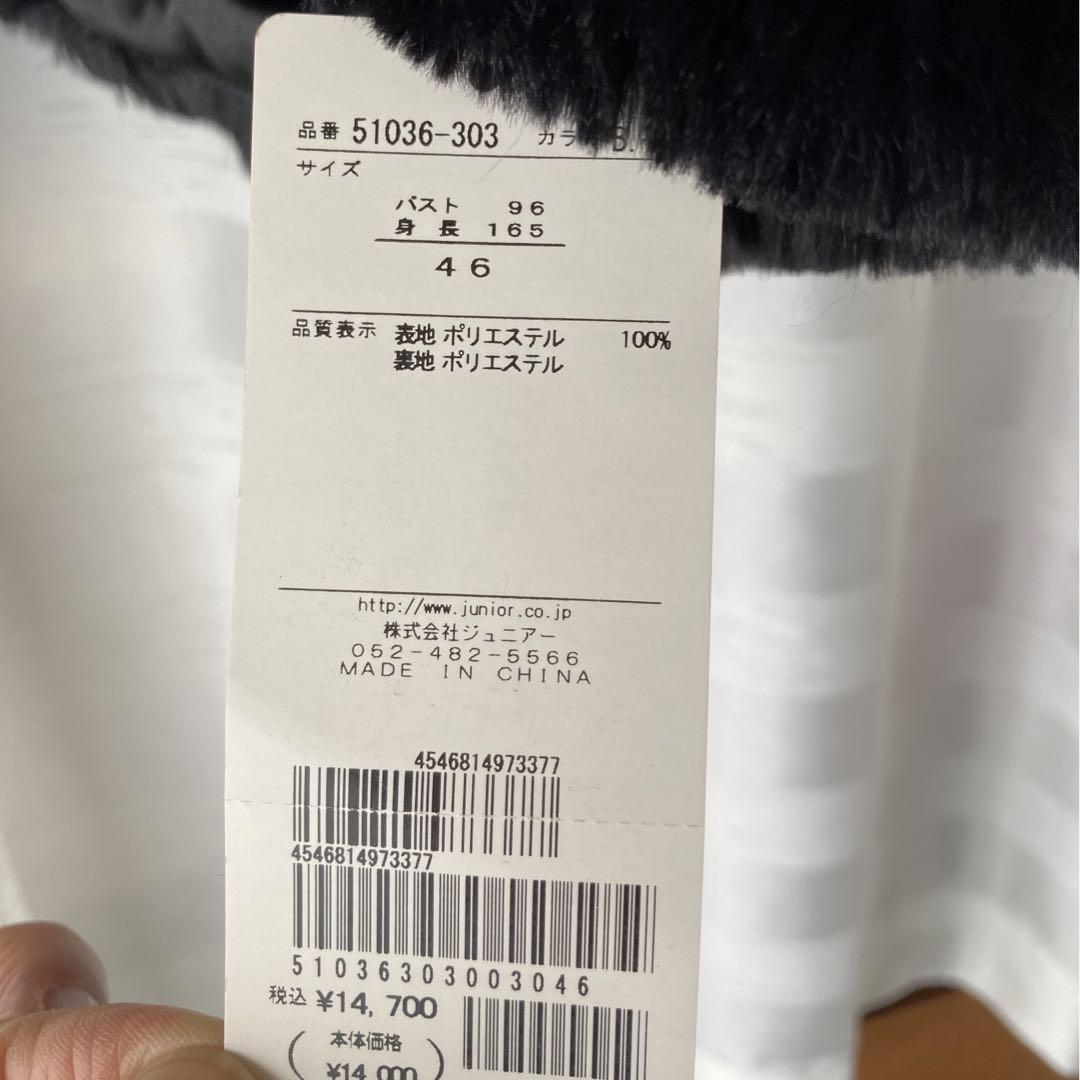 品番 51036-303 カラ
サイズ
バスト 96
身長 165
46
品質表示 表地 ポリエステル 100%
裏地 ポリエステル
http://www.junior.co.jp
株式会社ジュニアー
052-482-5566
MADE IN CHINA
4546814973377
4546814973377
51036303003046
税込 ¥14,700
(本体価格
¥14,000)